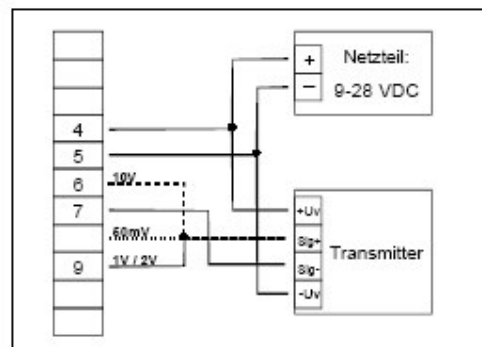 +
Netzteil:
−
9-28 VDC
4
5
6
10V
7
+Uv
60mV
Sig+
Transmitter
9
1V / 2V
Sig-
-Uv